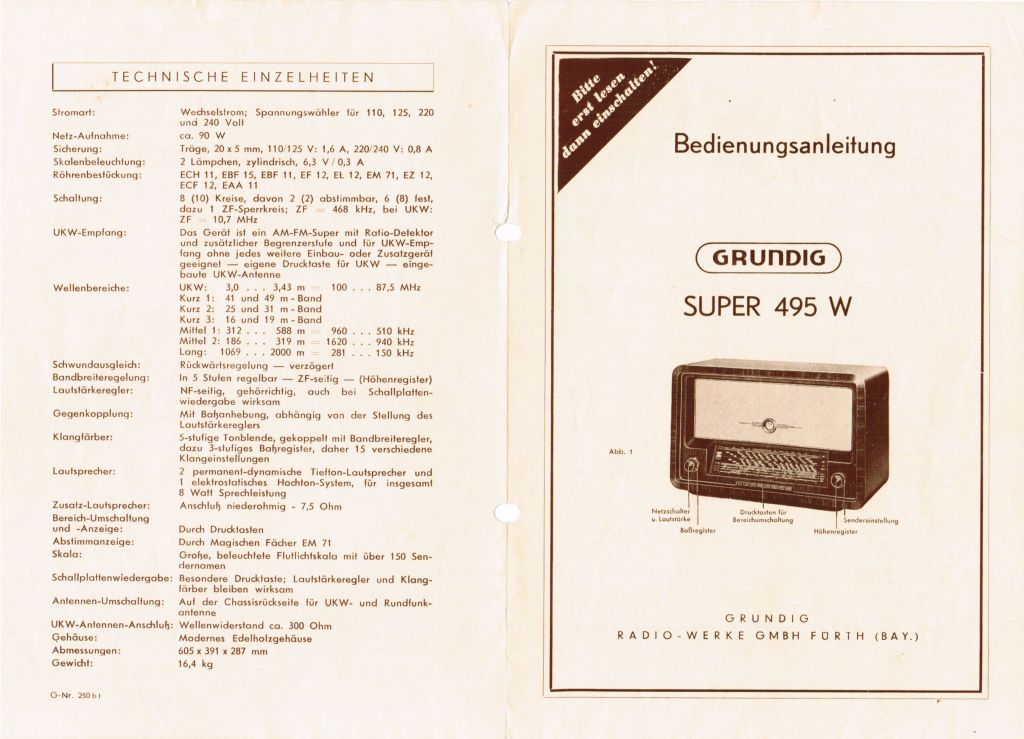 TECHNISCHE EINZELHEITEN
Stromart: Wechselstrom; Spannungswähler für 110, 125, 220
und 240 Volt
Netz-Aufnahme: ca. 90 W
Sicherung: Träge, 20 x 5 mm, 110/125 V: 1,6 A, 220/240 V: 0,8 A
Skalenbeleuchtung: 2 Lämpchen, zylindrisch, 6,3 V / 0,3 A
Röhrenbestückung: ECH 11, EBF 15, EBF 11, EF 12, EL 12, EM 71, EZ 12,
ECF 12, EAA 11
Schaltung: 8 (10) Kreise, davon 2 (2) abstimmbar, 6 (8) fest,
dazu 1 ZF-Sperrkreis; ZF = 468 kHz, bei UKW:
ZF = 10,7 MHz
UKW-Empfang: Das Gerät ist ein AM-FM-Super mit Ratio-Detektor
und zusätzlicher Begrenzerstufe und für UKW-Emp-
fang ohne jedes weitere Einbau- oder Zusatzgerät
geeignet — eigene Drucktaste für UKW — einge-
baute UKW-Antenne
Wellenbereiche: UKW: 3,0 . . . 3,43 m = 100 . . . 87,5 MHz
Kurz 1: 41 und 49 m - Band
Kurz 2: 25 und 31 m - Band
Kurz 3: 16 und 19 m - Band
Mittel 1: 312 . . . 588 m = 960 . . . 510 kHz
Mittel 2: 186 . . . 319 m = 1620 . . . 940 kHz
Lang: 1069 . . . 2000 m = 281 . . . 150 kHz
Schwundausgleich: Rückwärtsregelung — verzögert
Bandbreiteregelung: In 5 Stufen regelbar — ZF-seitig — (Höhenregister)
Lautstärkeregler: NF-seitig, gehörrichtig, auch bei Schallplatten-
wiedergabe wirksam
Gegenkopplung: Mit Baßanhebung, abhängig von der Stellung des
Lautstärkereglers
Klangfärber: 5-stufige Tonblende, gekoppelt mit Bandbreiteregler,
dazu 3-stufiges Baßregister, daher 15 verschiedene
Klangeinstellungen
Lautsprecher: 2 permanent-dynamische Tiefton-Lautsprecher und
1 elektrostatisches Hochton-System, für insgesamt
8 Watt Sprechleistung
Zusatz-Lautsprecher: Anschluß niederohmig - 7,5 Ohm
Bereich-Umschaltung
und -Anzeige: Durch Drucktasten
Abstimmanzeige: Durch Magischen Fächer EM 71
Skala: Große, beleuchtete Flutlichtskala mit über 150 Sen-
dernamen
Schallplattenwiedergabe: Besondere Drucktaste; Lautstärkeregler und Klang-
färber bleiben wirksam
Antennen-Umschaltung: Auf der Chassisrückseite für UKW- und Rundfunk-
antenne
UKW-Antennen-Anschluß: Wellenwiderstand ca. 300 Ohm
Gehäuse: Modernes Edelholzgehäuse
Abmessungen: 605 x 391 x 287 mm
Gewicht: 16,4 kg
G-Nr. 250 b I
Bitte
erst lesen
dann einschalten!
Bedienungsanleitung
GRUNDIG
SUPER 495 W
Abb. 1
Netzschalter
u. Lautstärke
Baßregister
Drucktasten für
Bereichumschaltung
Höhenregister
Sendereinstellung
GRUNDIG
RADIO-WERKE GMBH FÜRTH (BAY.)